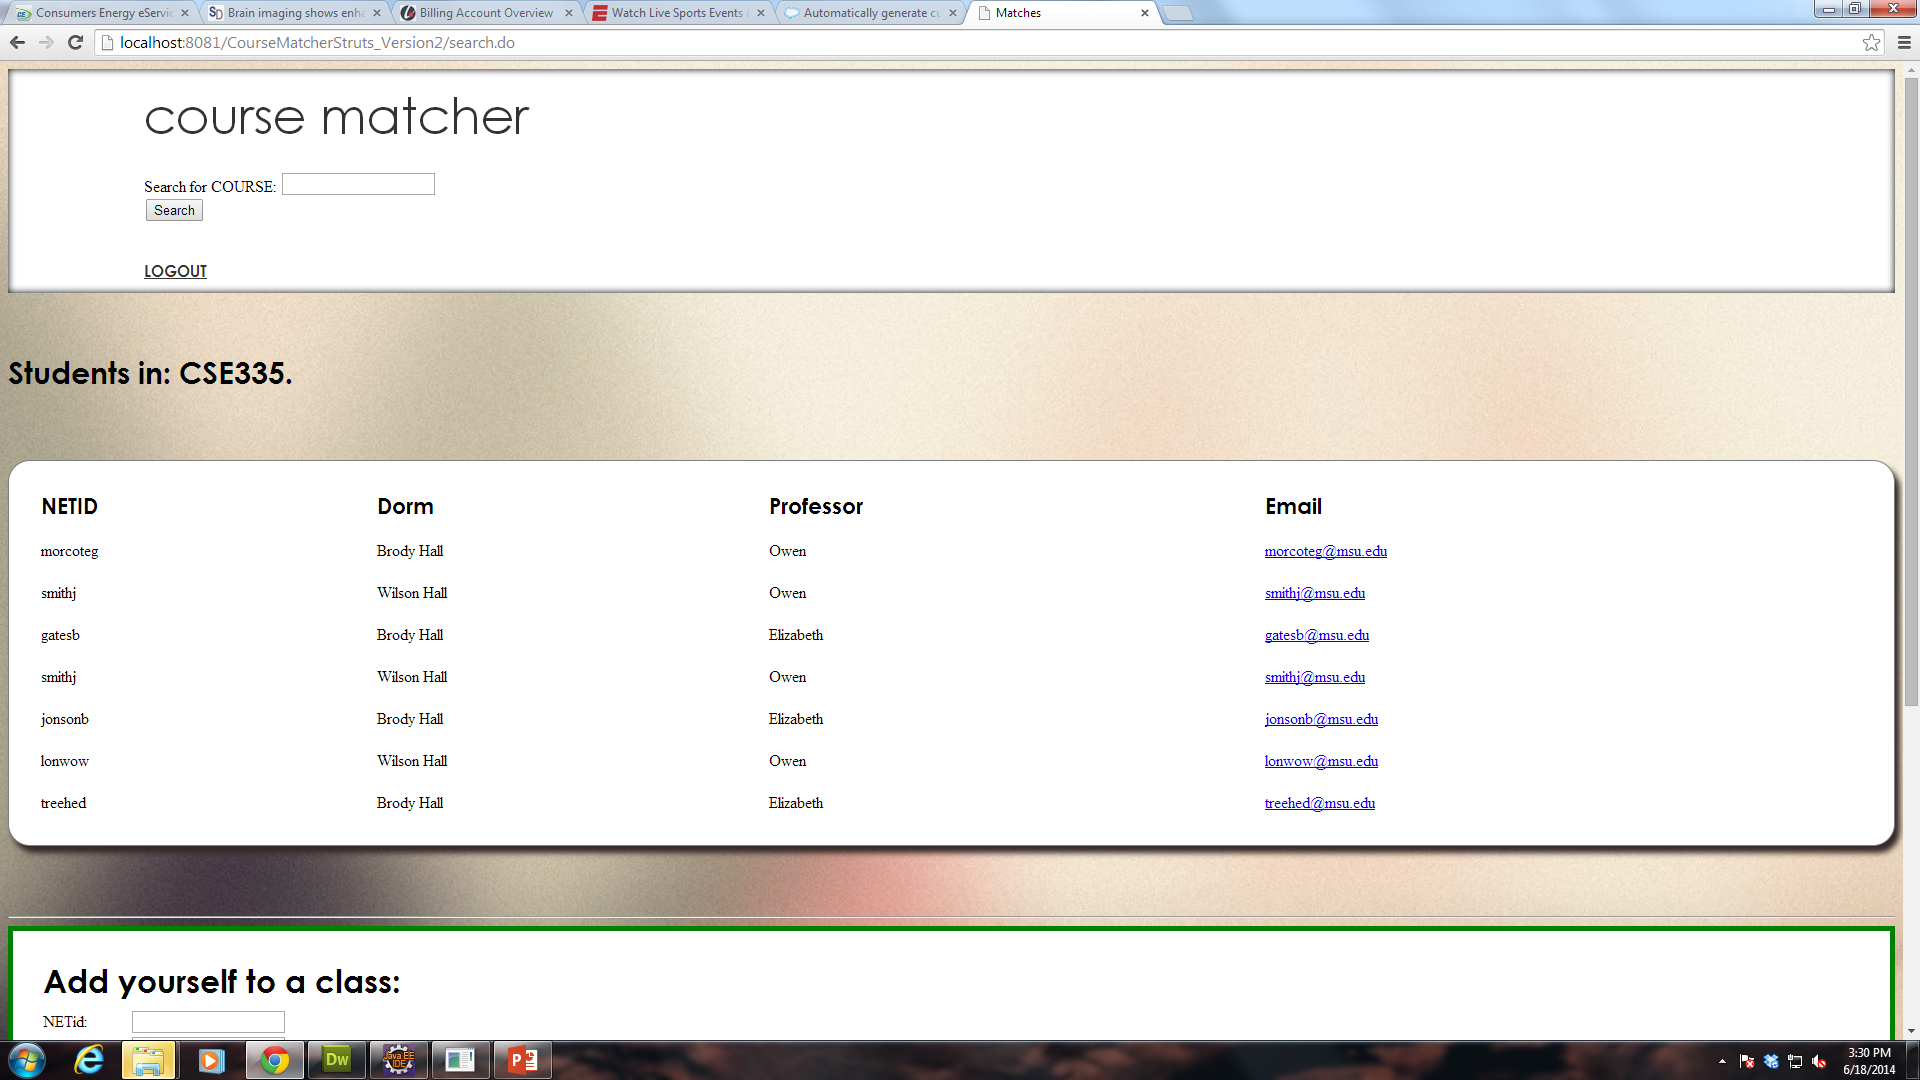 Consumers Energy eServi
Brain imaging shows enha
Billing Account Overview
Watch Live Sports Events
Automatically generate cu
Matches
localhost:8081/CourseMatcherStruts_Version2/search.do
course matcher
Search for COURSE:
Search
LOGOUT
Students in: CSE335.
NETID Dorm Professor Email
morcoteg Brody Hall Owen morcoteg@msu.edu
smithj Wilson Hall Owen smithj@msu.edu
gatesb Brody Hall Elizabeth gatesb@msu.edu
smithj Wilson Hall Owen smithj@msu.edu
jonsonb Brody Hall Elizabeth jonsonb@msu.edu
lonwow Wilson Hall Owen lonwow@msu.edu
treehed Brody Hall Elizabeth treehed@msu.edu
Add yourself to a class:
NETid:
Dw
Java EE
IDE
3:30 PM
6/18/2014